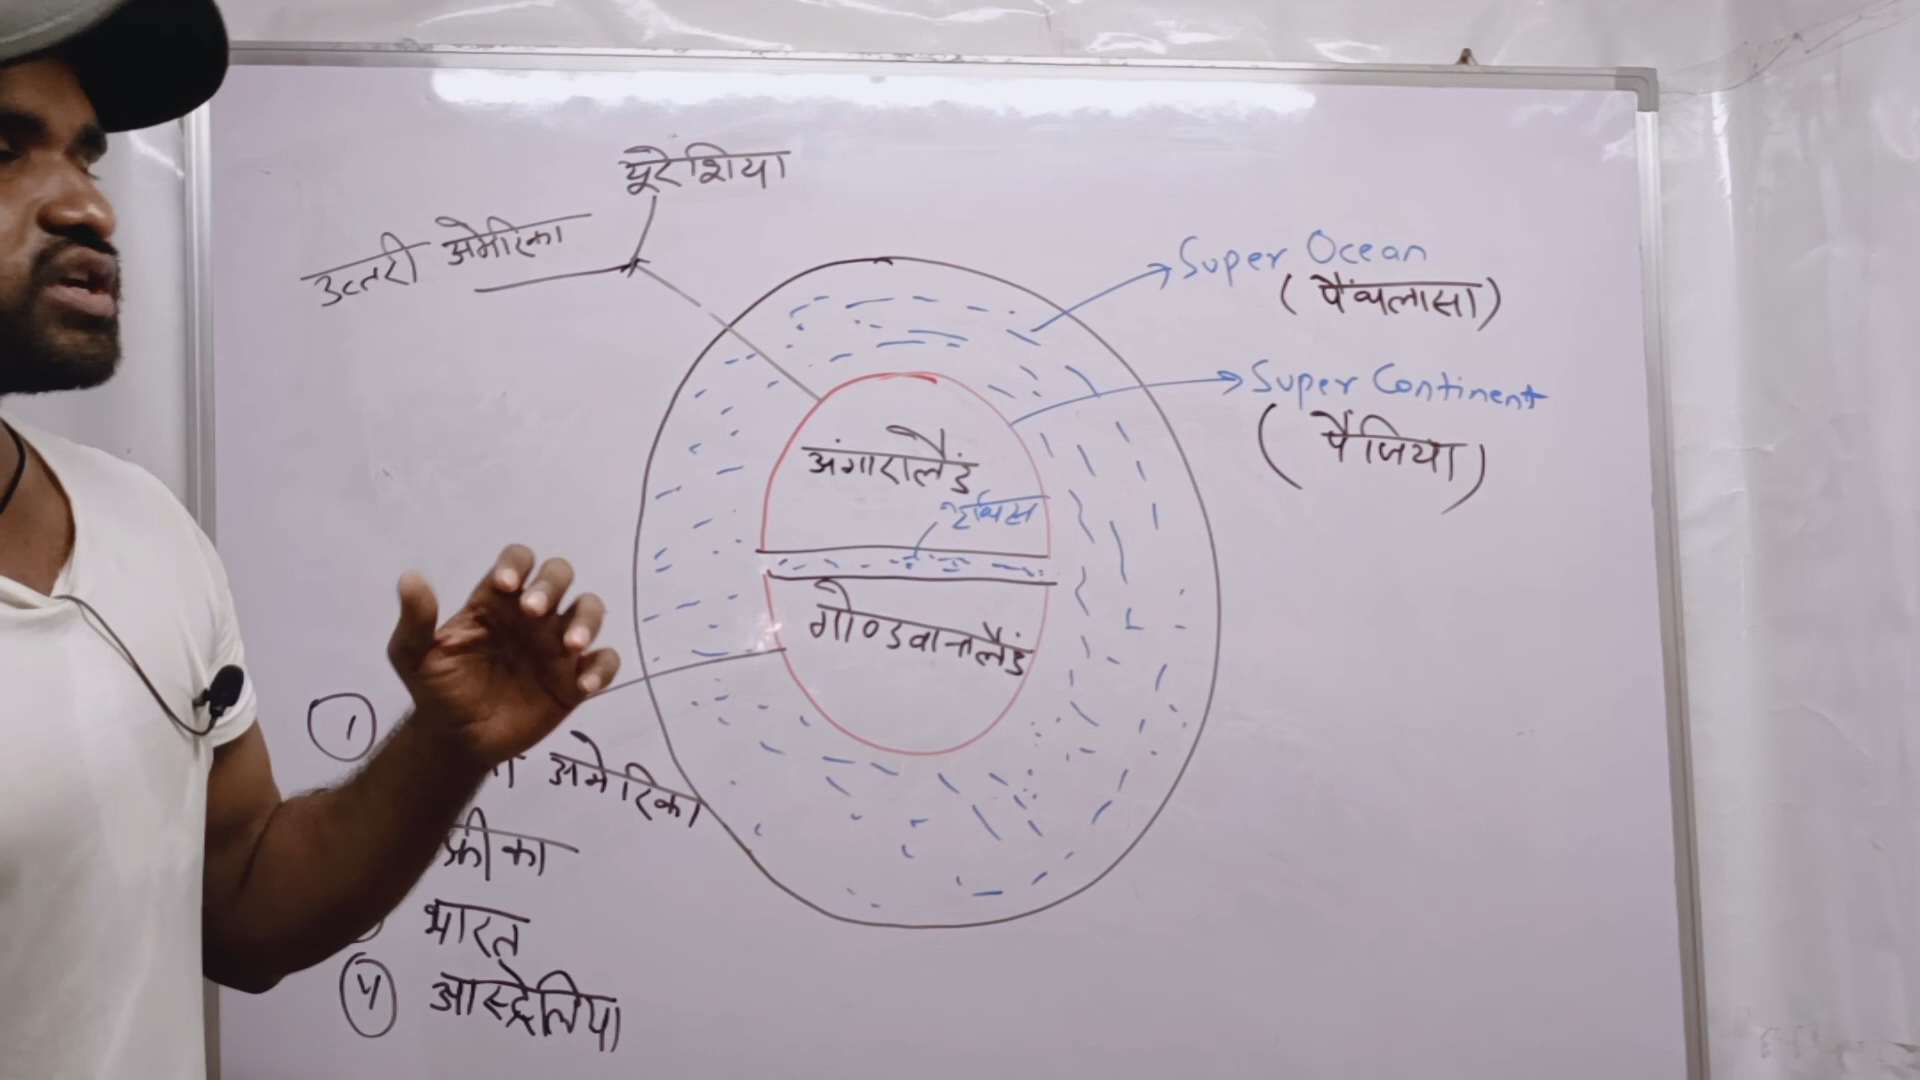 यूरेशिया
उत्तरी अमेरिका
Super Ocean
(पैंथलासा)
Super Continent
(पैंजिया)
अंगारालैंड
टेथिस
गोण्डवानालैंड
1
अमेरिका
फ्रीका
भारत
4 आस्ट्रेलिया